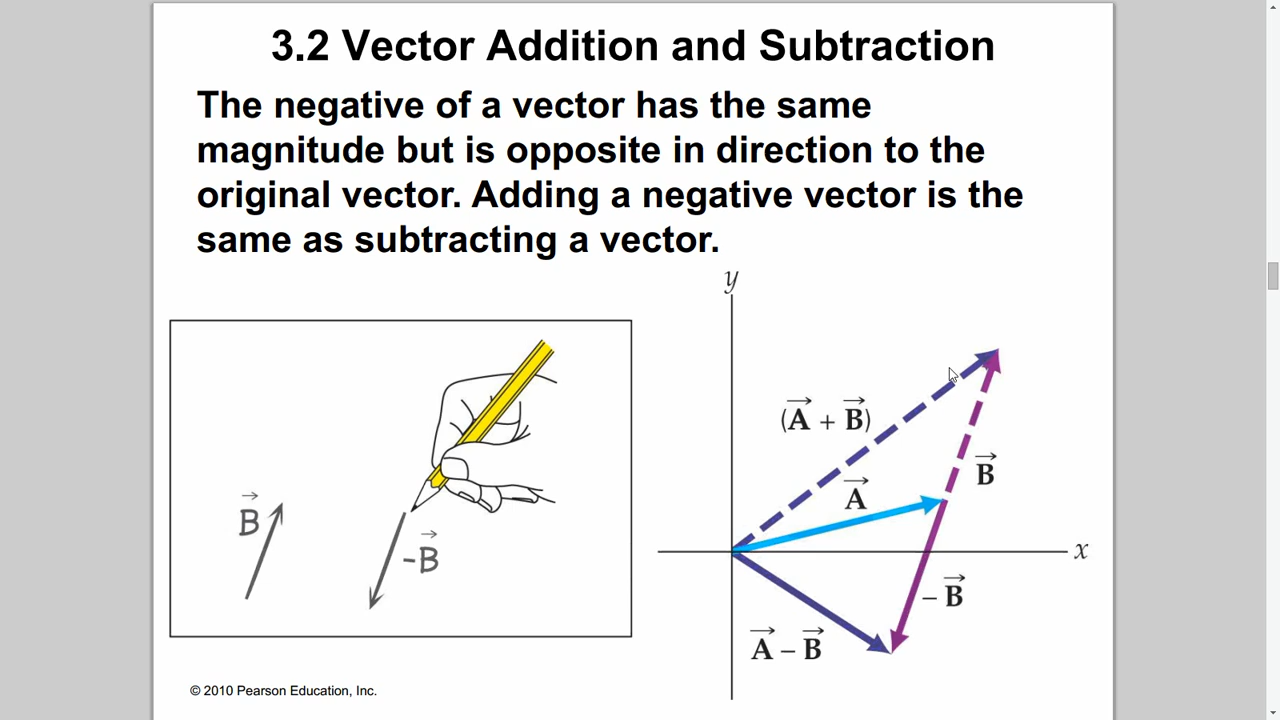 3.2 Vector Addition and Subtraction
The negative of a vector has the same
magnitude but is opposite in direction to the
original vector. Adding a negative vector is the
same as subtracting a vector.
y
(A⃗ + B⃗)
A⃗
B⃗
x
– B⃗
A⃗ – B⃗
B⃗
-B⃗
© 2010 Pearson Education, Inc.